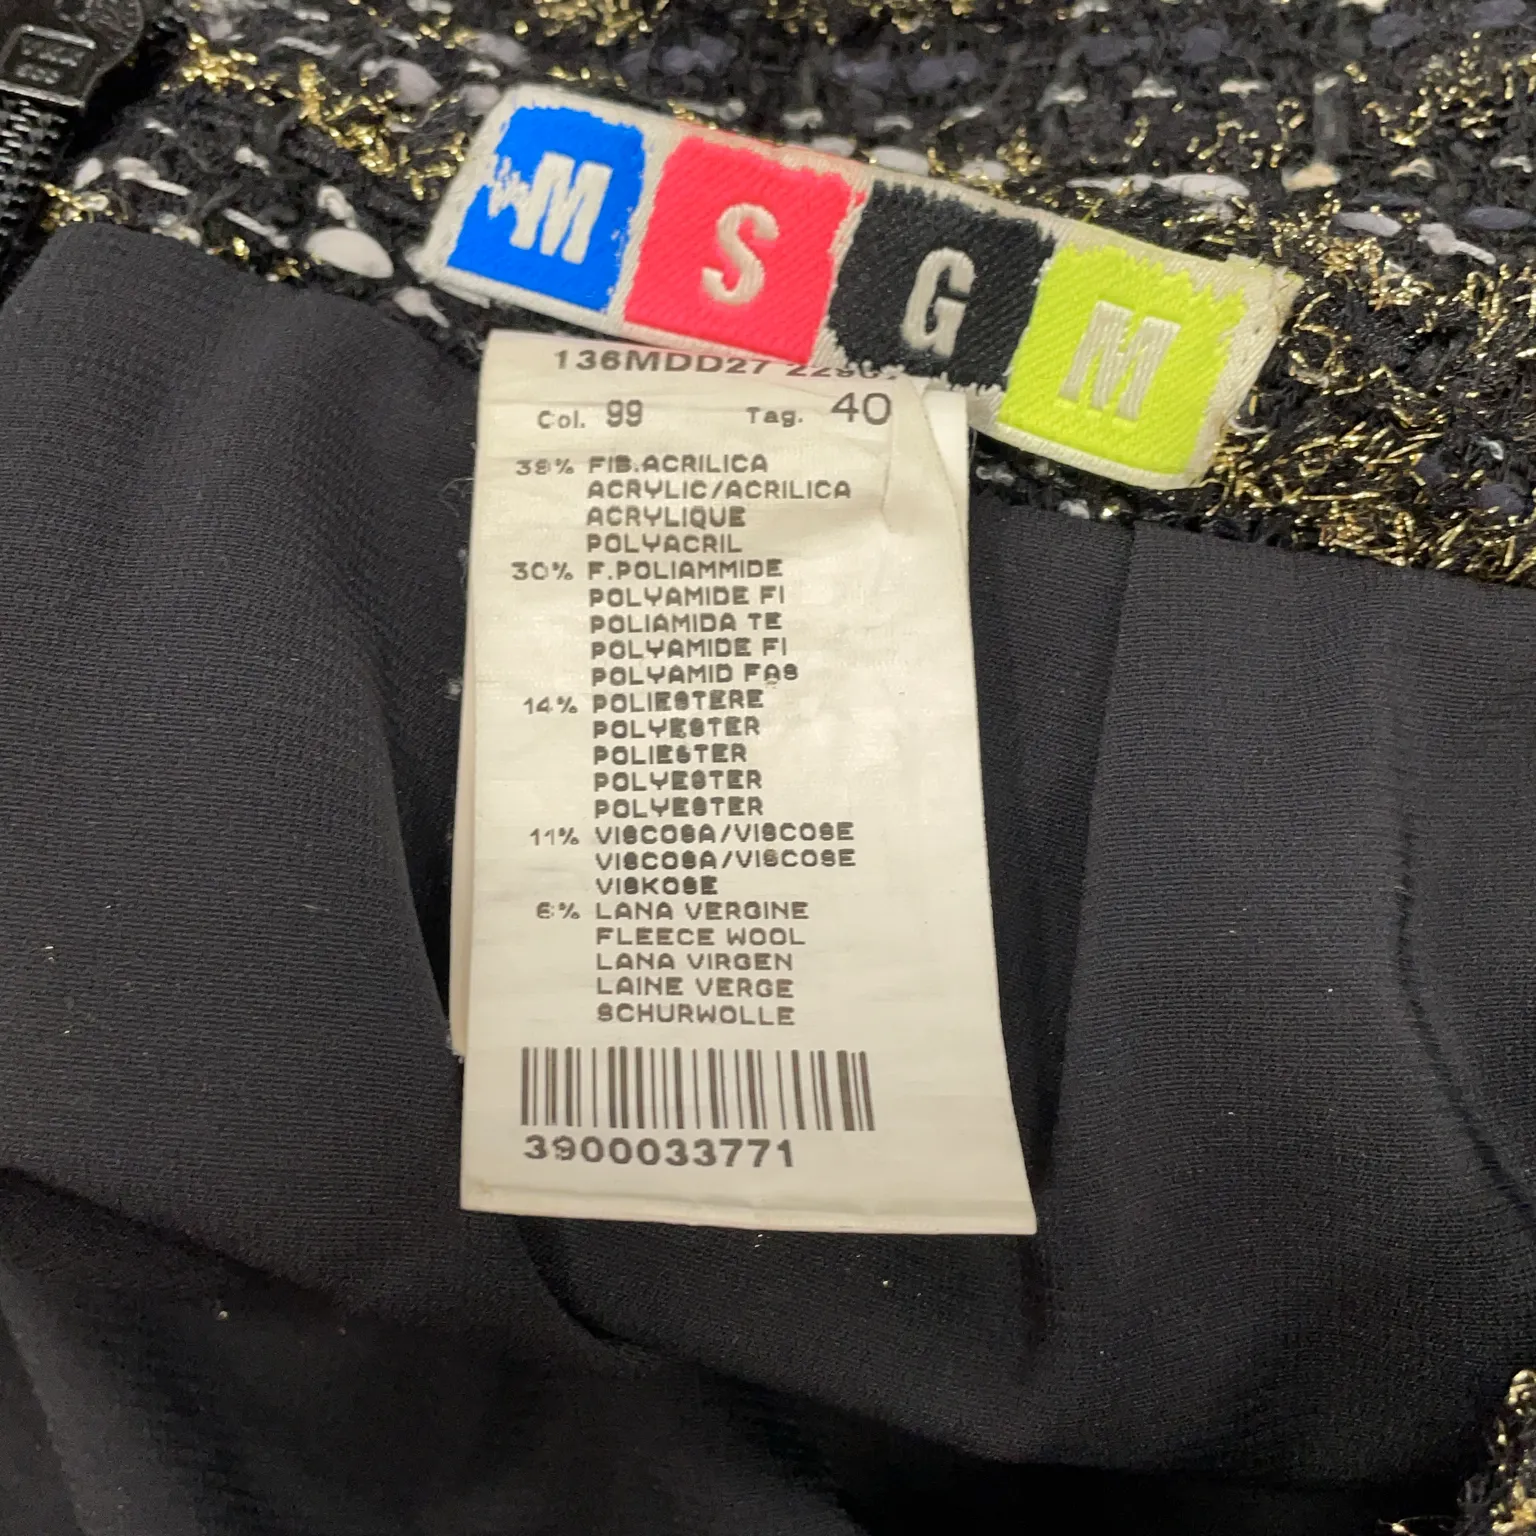 MSGM
136MDD27
Col. 99 Tag. 40
38% FIB.ACRILICA
ACRYLIC/ACRILICA
ACRYLIQUE
POLYACRIL
30% F.POLIAMMIDE
POLYAMIDE FI
POLIAMIDA TE
POLYAMIDE FI
POLYAMID FAS
14% POLIESTERE
POLYESTER
POLIESTER
POLYESTER
POLYESTER
11% VISCOSA/VISCOSE
VISCOSA/VISCOSE
VISKOSE
6% LANA VERGINE
FLEECE WOOL
LANA VIRGEN
LAINE VERGE
SCHURWOLLE
3900033771